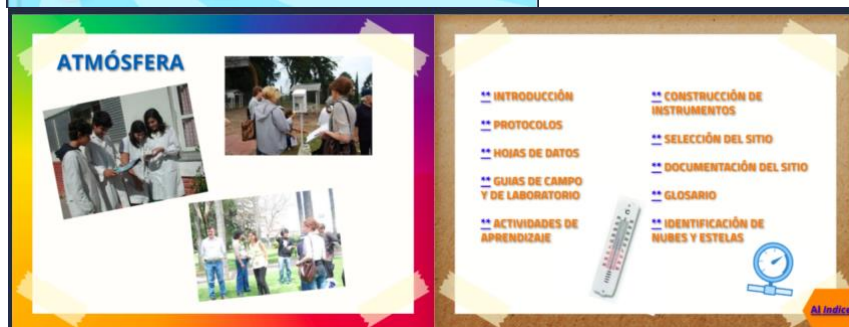 ATMÓSFERA
** INTRODUCCIÓN
** PROTOCOLOS
** HOJAS DE DATOS
** GUIAS DE CAMPO
Y DE LABORATORIO
** ACTIVIDADES DE
APRENDIZAJE
** CONSTRUCCIÓN DE
INSTRUMENTOS
** SELECCIÓN DEL SITIO
** DOCUMENTACIÓN DEL SITIO
** GLOSARIO
** IDENTIFICACIÓN DE
NUBES Y ESTELAS
Al Indice